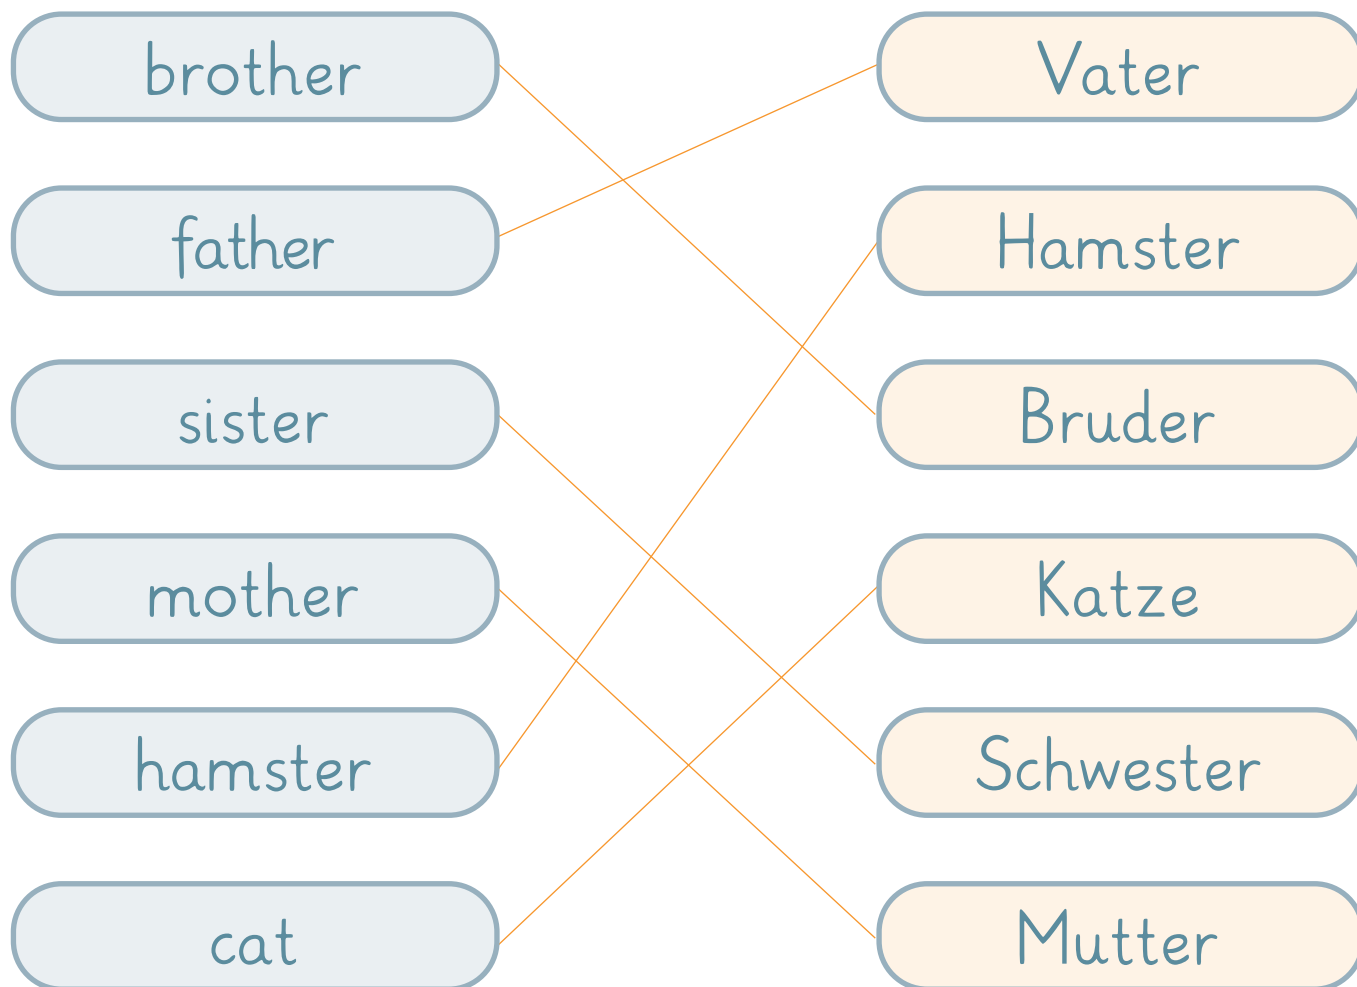 brother
Vater
father
Hamster
sister
Bruder
mother
Katze
hamster
Schwester
cat
Mutter